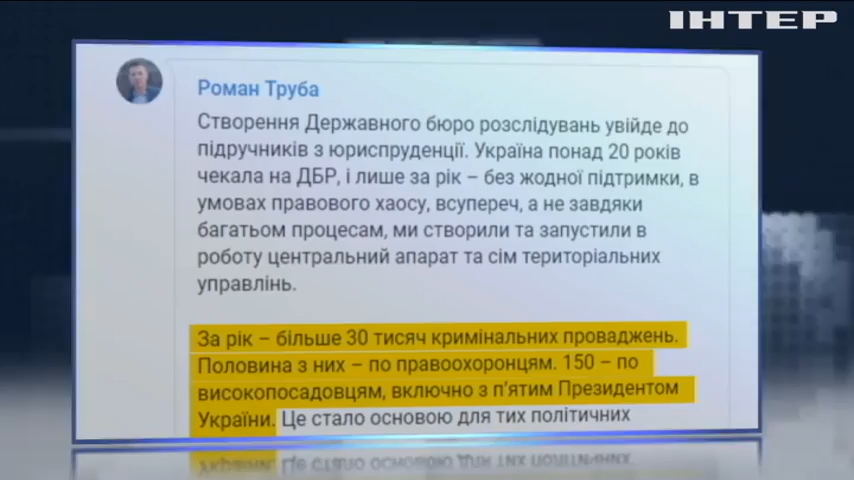 ІНТЕР
Роман Труба
Створення Державного бюро розслідувань увійде до
підручників з юриспруденції. Україна понад 20 років
чекала на ДБР, і лише за рік – без жодної підтримки, в
умовах правового хаосу, всупереч, а не завдяки
багатьом процесам, ми створили та запустили в
роботу центральний апарат та сім територіальних
управлінь.
За рік – більше 30 тисяч кримінальних проваджень.
Половина з них – по правоохоронцям. 150 – по
високопосадовцям, включно з п'ятим Президентом
України. Це стало основою для тих політичних